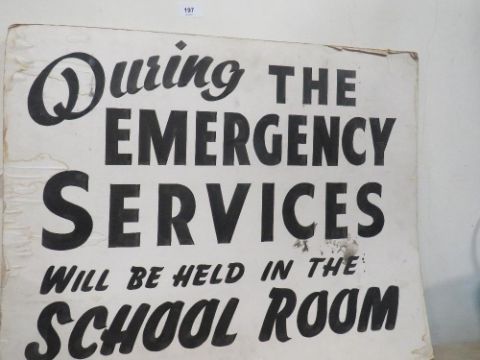 197
During THE
EMERGENCY
SERVICES
WILL BE HELD IN THE
SCHOOL ROOM